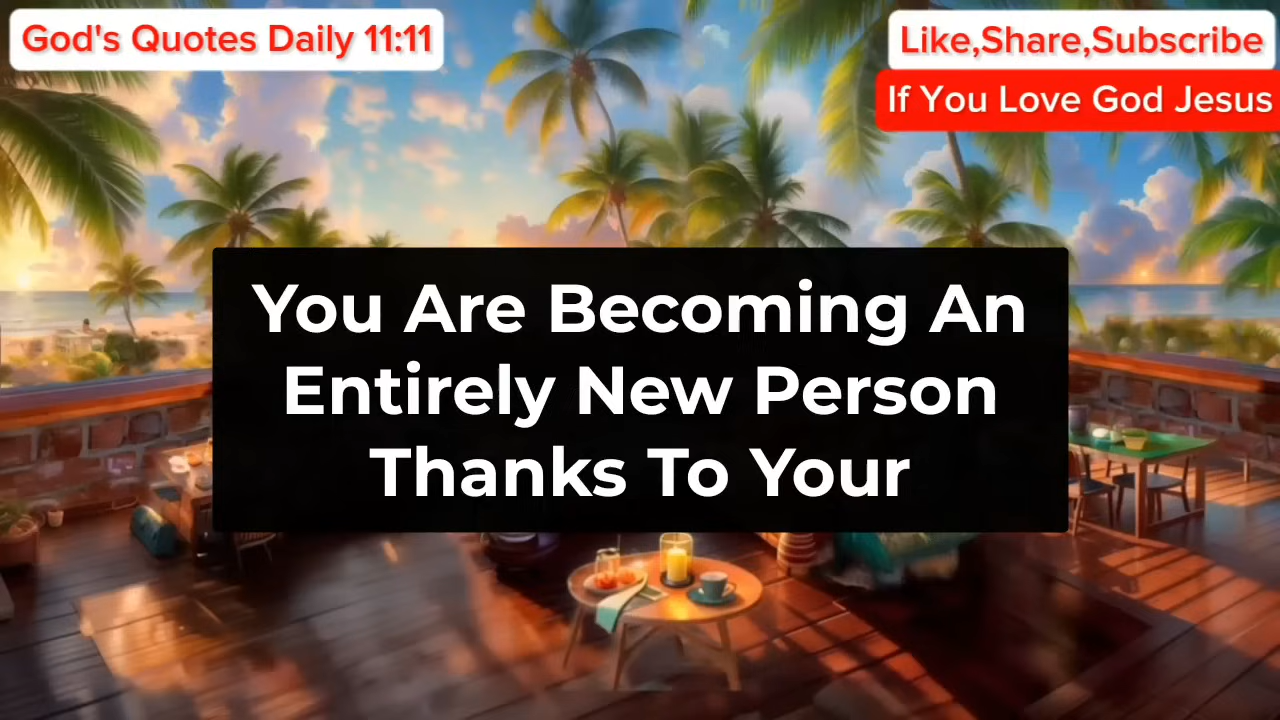 God's Quotes Daily 11:11
Like,Share,Subscribe
If You Love God Jesus
You Are Becoming An
Entirely New Person
Thanks To Your